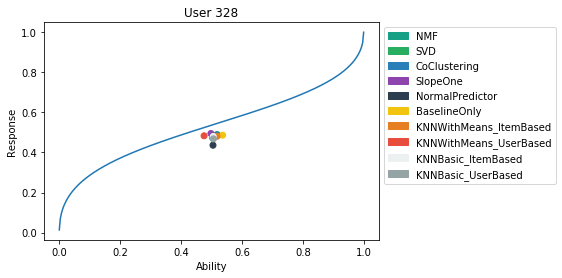 User 328
1.0
0.8
0.6
0.4
0.2
0.0
Response
0.0 0.2 0.4 0.6 0.8 1.0
Ability
NMF
SVD
CoClustering
SlopeOne
NormalPredictor
BaselineOnly
KNNWithMeans_ItemBased
KNNWithMeans_UserBased
KNNBasic_ItemBased
KNNBasic_UserBased